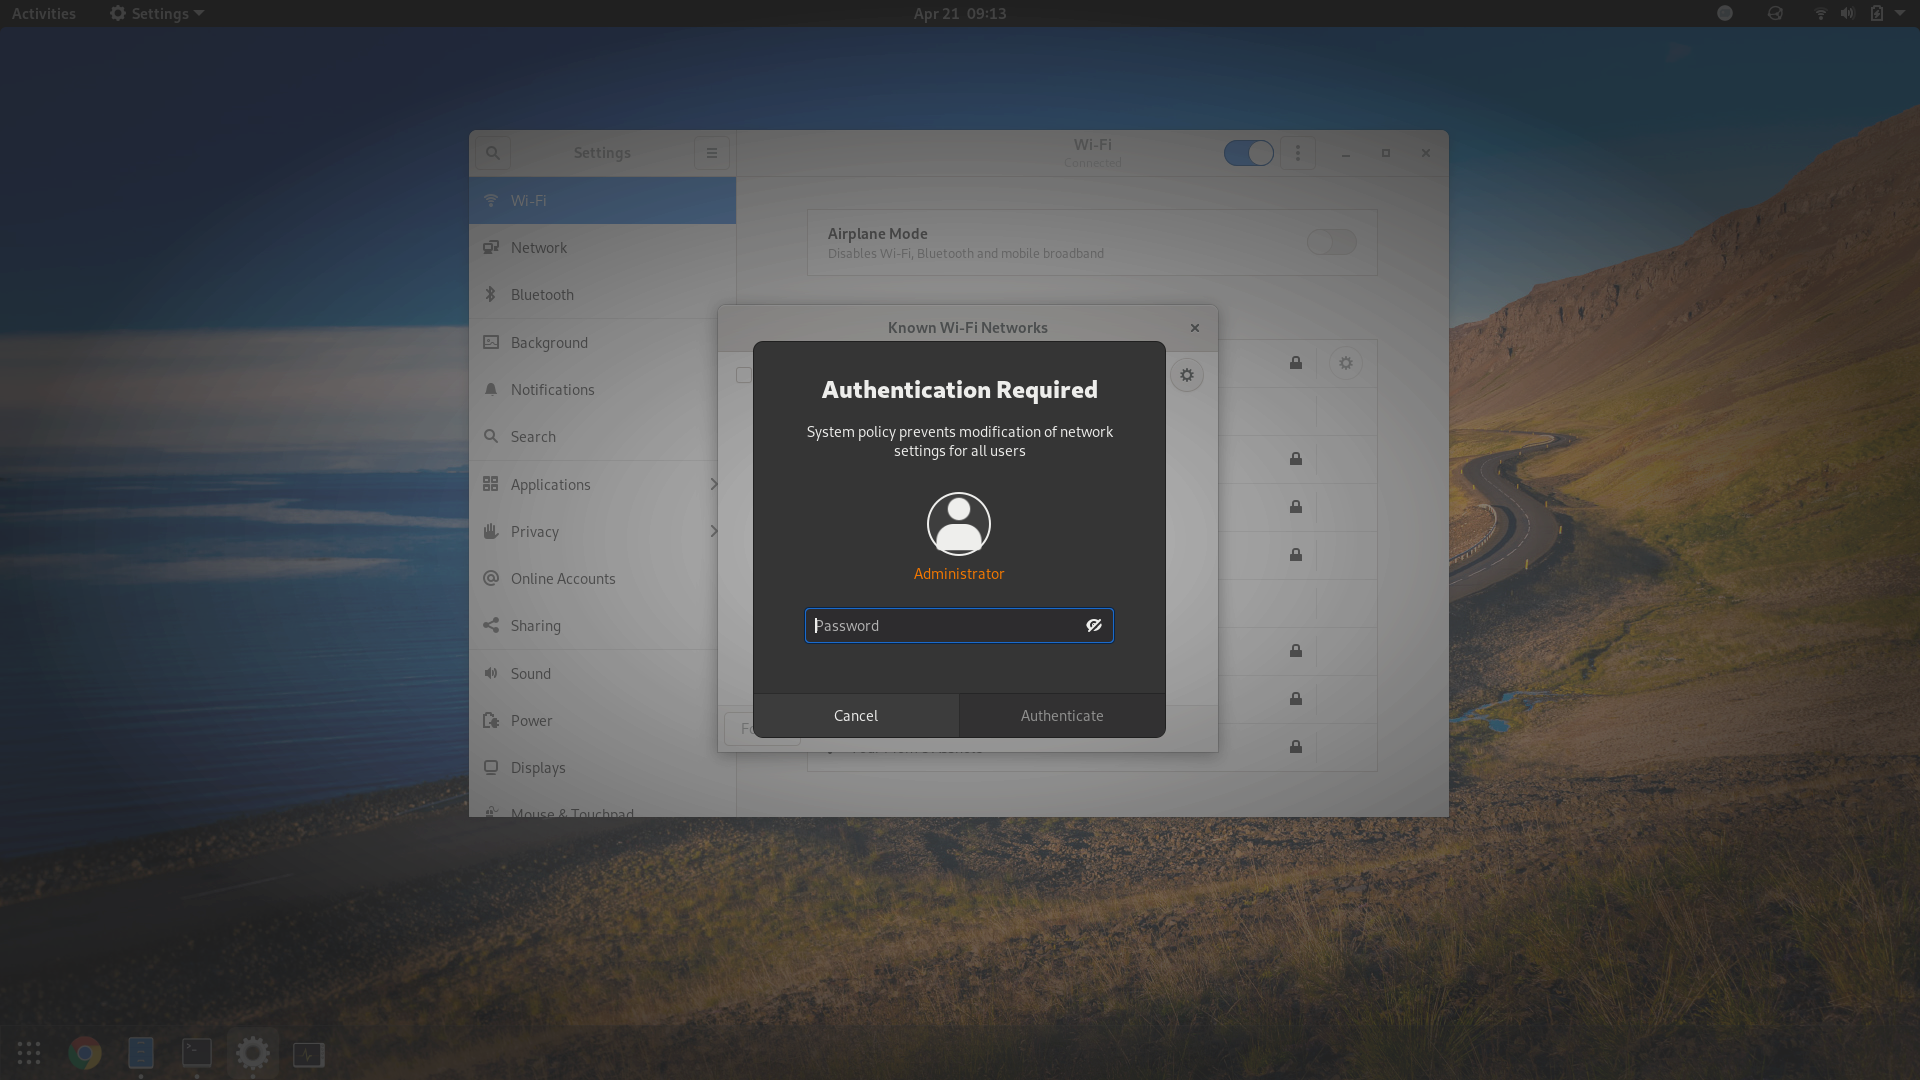 Activities
Settings
Apr 21 09:13
Settings
Wi-Fi
Connected
Wi-Fi
Network
Bluetooth
Background
Notifications
Search
Applications
Privacy
Online Accounts
Sharing
Sound
Power
Displays
Mouse & Touchpad
Airplane Mode
Disables Wi-Fi, Bluetooth and mobile broadband
Known Wi-Fi Networks
Authentication Required
System policy prevents modification of network
settings for all users
Administrator
Password
Cancel
Authenticate